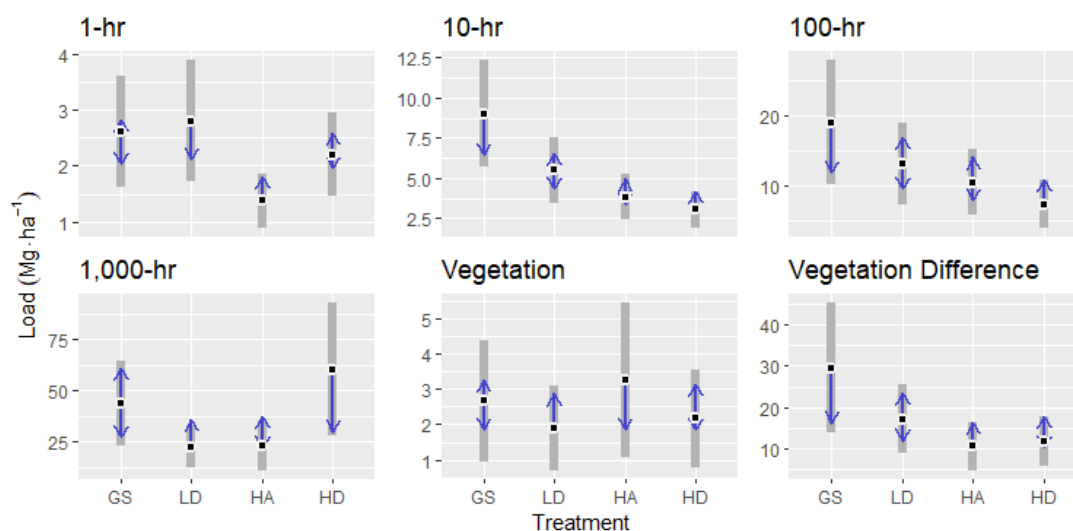 1-hr
10-hr
100-hr
4
3
2
1
12.5
10.0
7.5
5.0
2.5
20
10
Load (Mg·ha⁻¹)
1,000-hr
Vegetation
Vegetation Difference
75
50
25
5
4
3
2
1
40
30
20
10
GS LD HA HD
GS LD HA HD
GS LD HA HD
Treatment